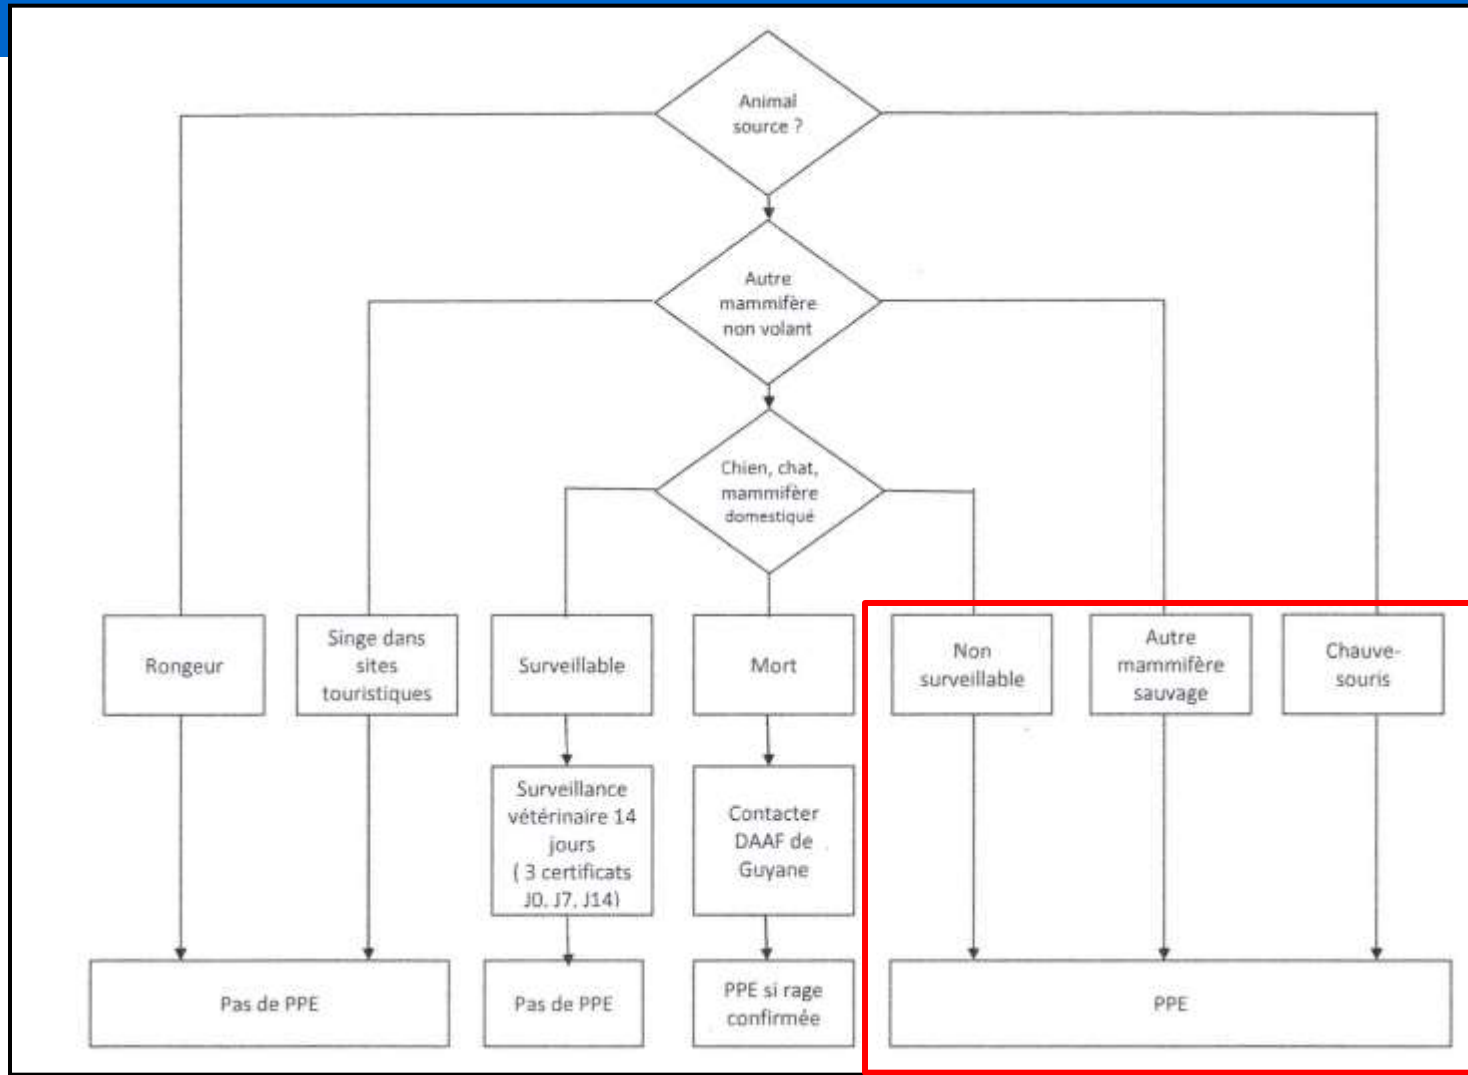 Animal
source ?
Autre
mammifère
non volant
Chien, chat,
mammifère
domestiqué
Rongeur
Singe dans
sites
touristiques
Surveillable
Mort
Non
surveillable
Autre
mammifère
sauvage
Chauve-
souris
Surveillance
vétérinaire 14
jours
( 3 certificats
J0, J7, J14)
Contacter
DAAF de
Guyane
Pas de PPE
Pas de PPE
PPE si rage
confirmée
PPE